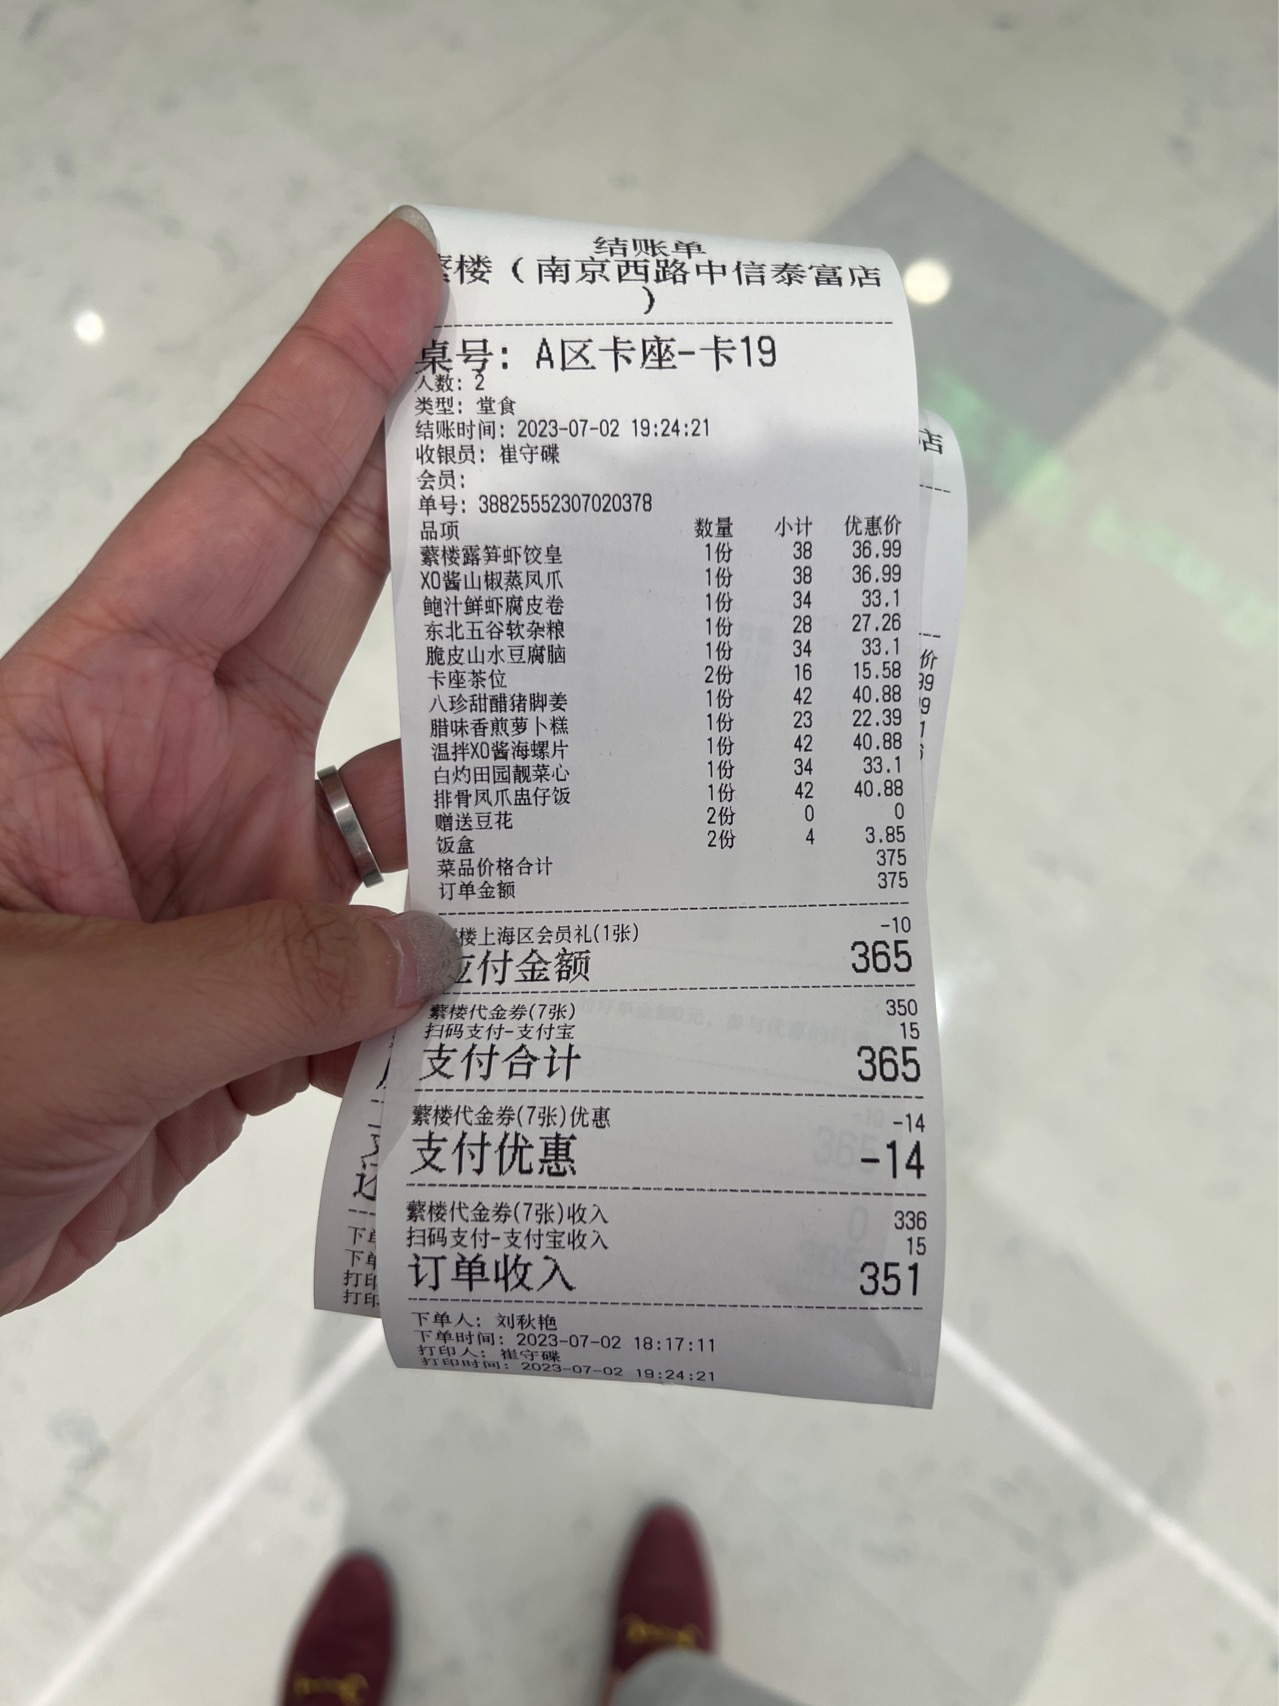 结账单
蘩楼（南京西路中信泰富店
）
桌号: A区卡座-卡19
人数: 2
类型: 堂食
结账时间: 2023-07-02 19:24:21
收银员: 崔守碟
会员:
单号: 38825552307020378
品项 数量 小计 优惠价
蘩楼露笋虾饺皇 1份 38 36.99
XO酱山椒蒸凤爪 1份 38 36.99
鲍汁鲜虾腐皮卷 1份 34 33.1
东北五谷软杂粮 1份 28 27.26
脆皮山水豆腐脑 1份 34 33.1
卡座茶位 2份 16 15.58
八珍甜醋猪脚姜 1份 42 40.88
腊味香煎萝卜糕 1份 23 22.39
温拌XO酱海螺片 1份 42 40.88
白灼田园靓菜心 1份 34 33.1
排骨凤爪盅仔饭 1份 42 40.88
赠送豆花 2份 0 0
饭盒 2份 4 3.85
菜品价格合计 375
订单金额 375
楼上海区会员礼(1张) -10
应付金额 365
蘩楼代金券(7张) 350
扫码支付-支付宝 15
支付合计 365
蘩楼代金券(7张)优惠 -14
支付优惠 -14
蘩楼代金券(7张)收入 336
扫码支付-支付宝收入 15
订单收入 351
下单人: 刘秋艳
下单时间: 2023-07-02 18:17:11
打印人: 崔守碟
打印时间: 2023-07-02 19:24:21
店
价
下单
下单
打印
打印